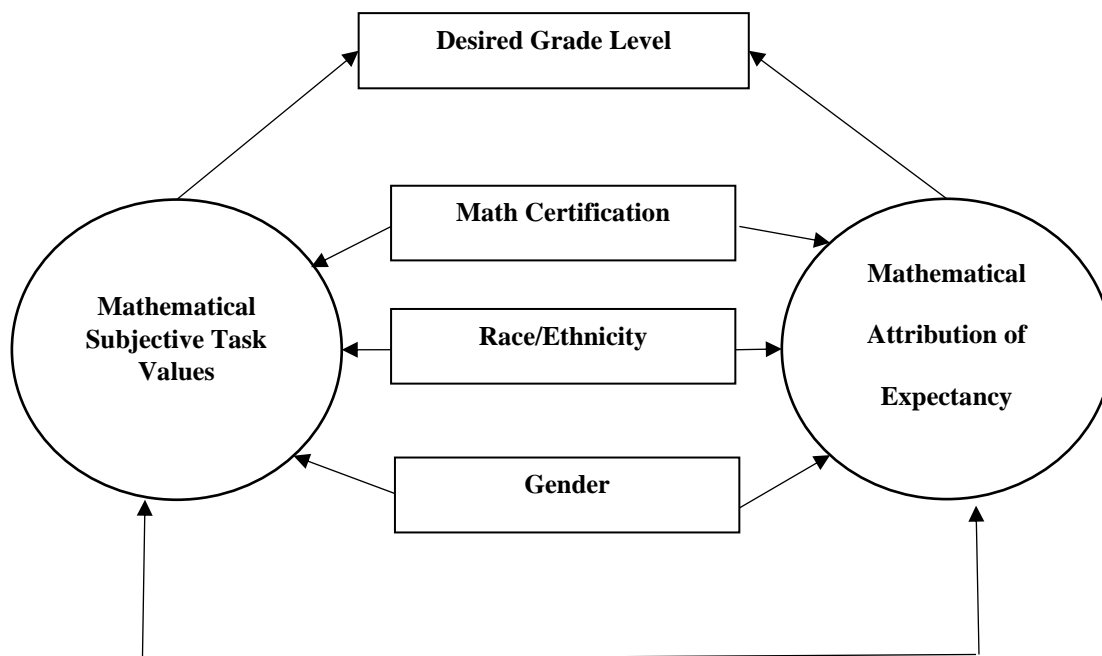 Desired Grade Level
Math Certification
Mathematical
Subjective Task
Values
Race/Ethnicity
Mathematical
Attribution of
Expectancy
Gender